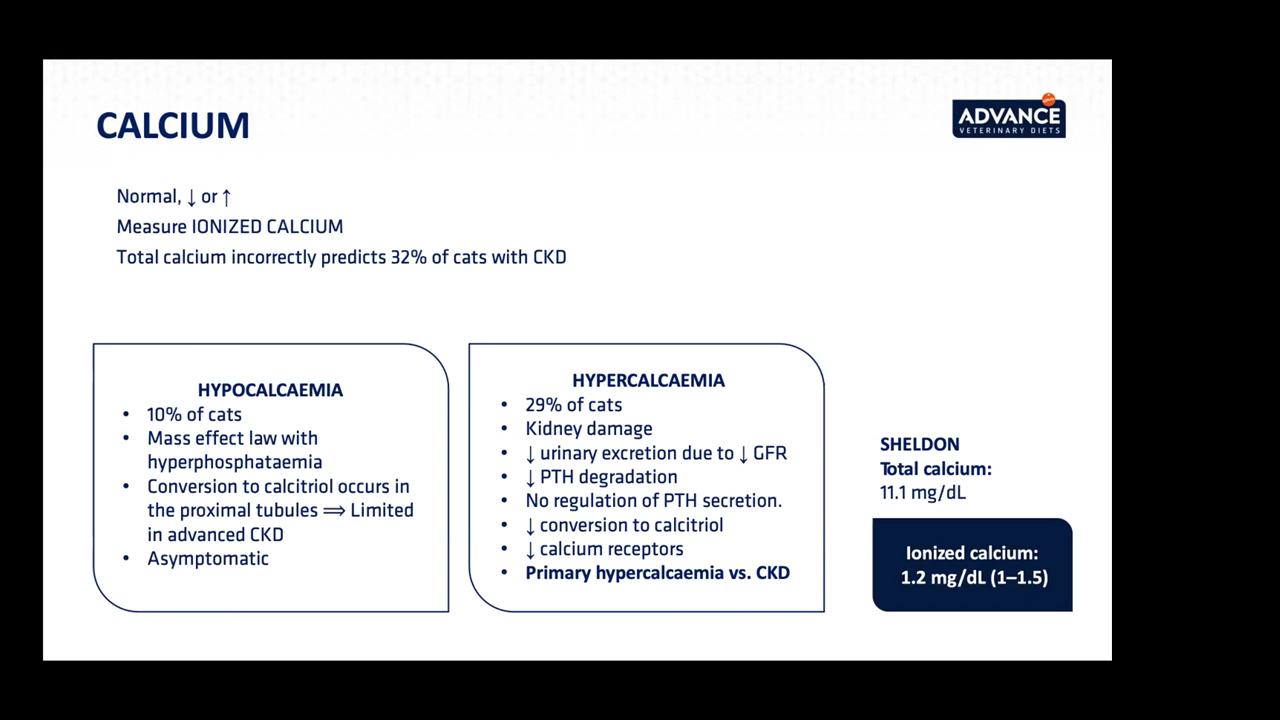 CALCIUM
ADVANCE
VETERINARY DIETS
Normal, ↓ or ↑
Measure IONIZED CALCIUM
Total calcium incorrectly predicts 32% of cats with CKD
HYPOCALCAEMIA
• 10% of cats
• Mass effect law with
hyperphosphataemia
• Conversion to calcitriol occurs in
the proximal tubules ⟹ Limited
in advanced CKD
• Asymptomatic
HYPERCALCAEMIA
• 29% of cats
• Kidney damage
• ↓ urinary excretion due to ↓ GFR
• ↓ PTH degradation
• No regulation of PTH secretion.
• ↓ conversion to calcitriol
• ↓ calcium receptors
• Primary hypercalcaemia vs. CKD
SHELDON
Total calcium:
11.1 mg/dL
Ionized calcium:
1.2 mg/dL (1–1.5)